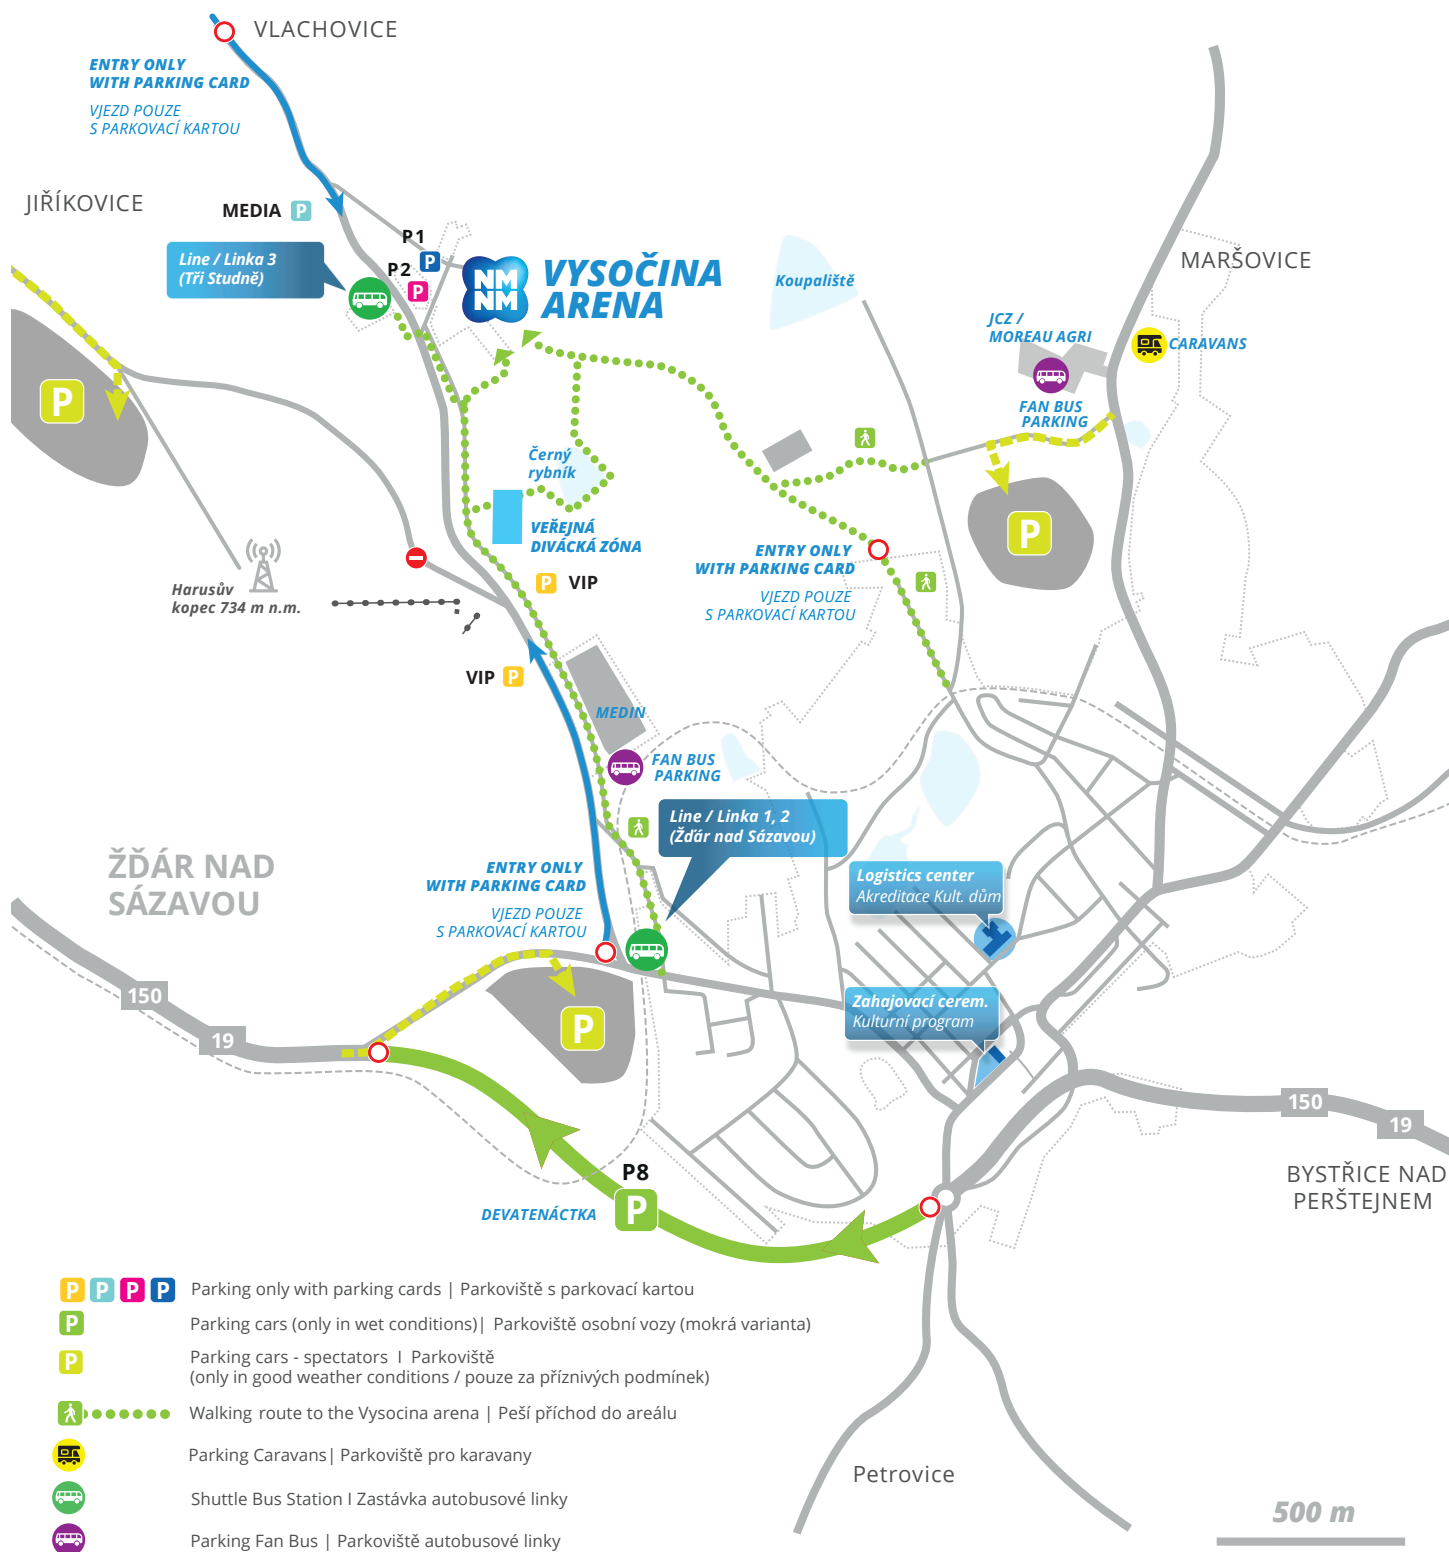 VLACHOVICE
ENTRY ONLY
WITH PARKING CARD
VJEZD POUZE
S PARKOVACÍ KARTOU
JIŘÍKOVICE
MEDIA P
P1
P
P2
P
Line / Linka 3
(Tři Studně)
NM
NM
VYSOČINA
ARENA
Koupaliště
MARŠOVICE
JCZ /
MOREAU AGRI
CARAVANS
FAN BUS
PARKING
P
Černý
rybník
VEŘEJNÁ
DIVÁCKÁ ZÓNA
P
ENTRY ONLY
WITH PARKING CARD
VJEZD POUZE
S PARKOVACÍ KARTOU
Harusův
kopec 734 m n.m.
P VIP
VIP P
MEDIN
FAN BUS
PARKING
Line / Linka 1, 2
(Žďár nad Sázavou)
ŽĎÁR NAD
SÁZAVOU
ENTRY ONLY
WITH PARKING CARD
VJEZD POUZE
S PARKOVACÍ KARTOU
Logistics center
Akreditace Kult. dům
150
19
P
Zahajovací cerem.
Kulturní program
150
19
P8
P
DEVATENÁCTKA
BYSTŘICE NAD
PERŠTEJNEM
P P P P Parking only with parking cards | Parkoviště s parkovací kartou
P Parking cars (only in wet conditions)| Parkoviště osobní vozy (mokrá varianta)
P Parking cars - spectators I Parkoviště
(only in good weather conditions / pouze za příznivých podmínek)
Walking route to the Vysocina arena | Peší příchod do areálu
Parking Caravans| Parkoviště pro karavany
Shuttle Bus Station I Zastávka autobusové linky
Parking Fan Bus | Parkoviště autobusové linky
Petrovice
500 m